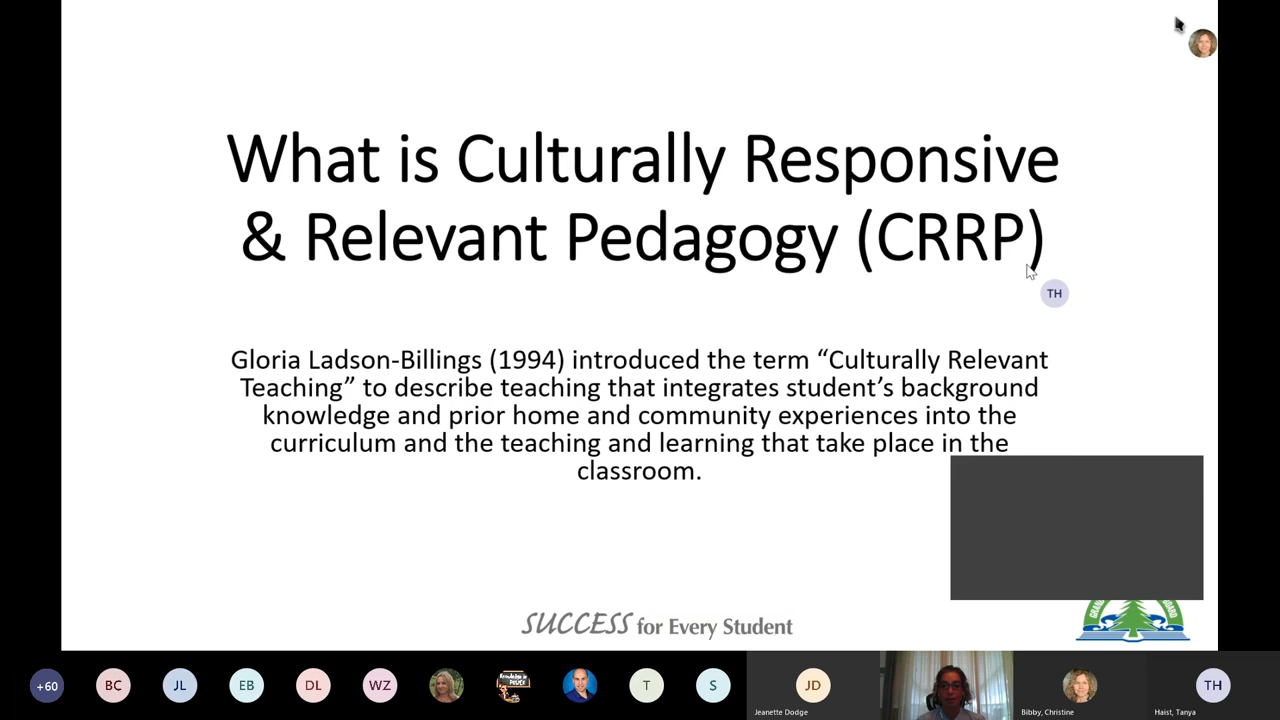 What is Culturally Responsive
& Relevant Pedagogy (CRRP)
TH
Gloria Ladson-Billings (1994) introduced the term “Culturally Relevant
Teaching” to describe teaching that integrates student’s background
knowledge and prior home and community experiences into the
curriculum and the teaching and learning that take place in the
classroom.
SUCCESS for Every Student
+60
BC
JL
EB
DL
WZ
Knowledge is
POWER
T
S
JD
Jeanette Dodge
Bibby, Christine
TH
Haist, Tanya